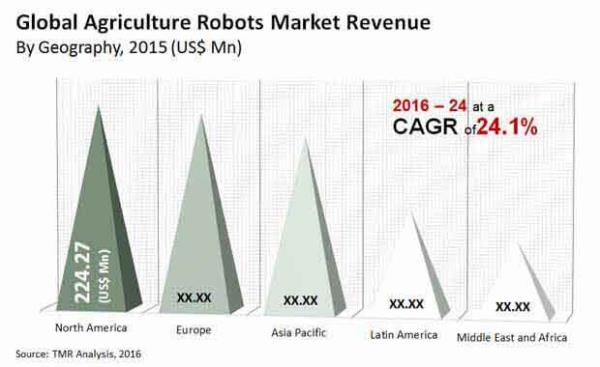 Global Agriculture Robots Market Revenue
By Geography, 2015 (US$ Mn)
2016 – 24 at a
CAGR of 24.1%
224.27
(US$ Mn)
XX.XX
XX.XX
XX.XX
XX.XX
North America
Europe
Asia Pacific
Latin America
Middle East and Africa
Source: TMR Analysis, 2016